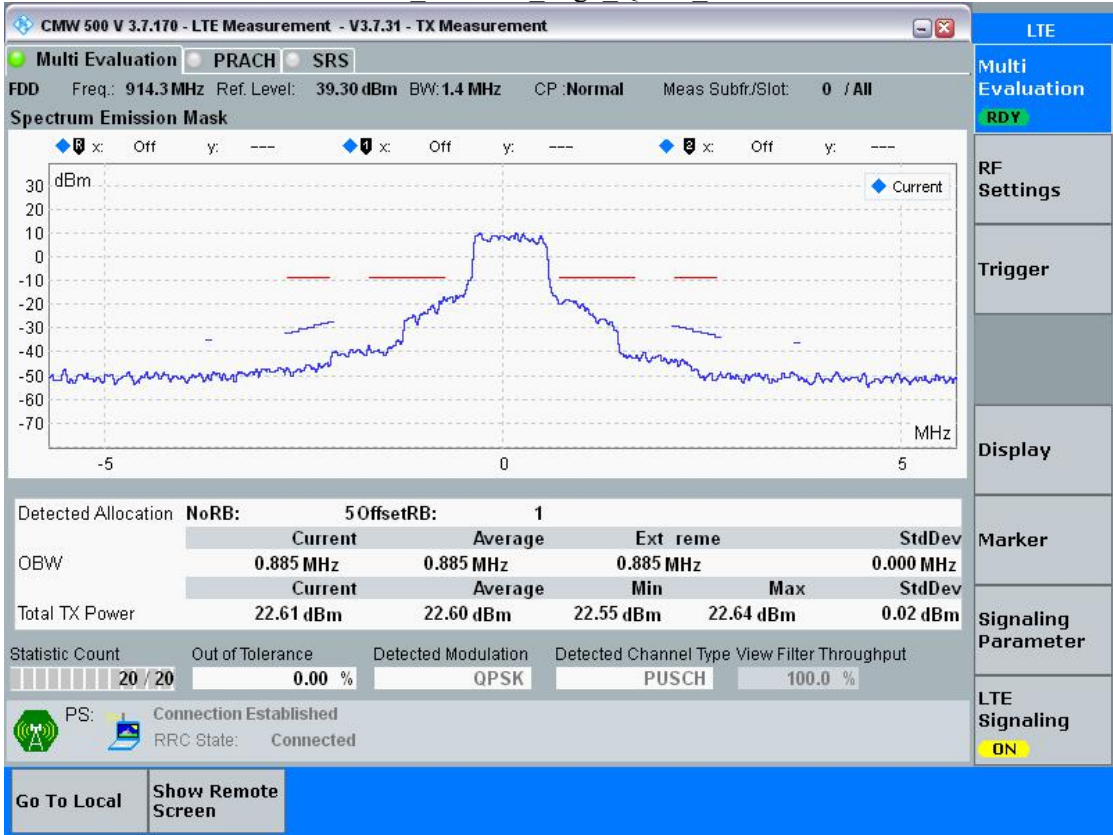 CMW 500 V 3.7.170 - LTE Measurement - V3.7.31 - TX Measurement
LTE
Multi Evaluation PRACH SRS
Multi
Evaluation
RDY
FDD Freq.: 914.3 MHz Ref. Level: 39.30 dBm BW: 1.4 MHz CP :Normal Meas Subfr./Slot: 0 / All
Spectrum Emission Mask
R x: Off y: --- 1 x: Off y: --- 2 x: Off y: ---
dBm
Current
30
20
10
0
-10
-20
-30
-40
-50
-60
-70
MHz
-5 0 5
RF
Settings
Trigger
Display
Marker
Signaling
Parameter
LTE
Signaling
ON
Detected Allocation NoRB: 5 OffsetRB: 1
Current Average Ext reme StdDev
OBW 0.885 MHz 0.885 MHz 0.885 MHz 0.000 MHz
Current Average Min Max StdDev
Total TX Power 22.61 dBm 22.60 dBm 22.55 dBm 22.64 dBm 0.02 dBm
Statistic Count Out of Tolerance Detected Modulation Detected Channel Type View Filter Throughput
20 / 20 0.00 % QPSK PUSCH 100.0 %
PS: Connection Established
RRC State: Connected
Go To Local
Show Remote
Screen